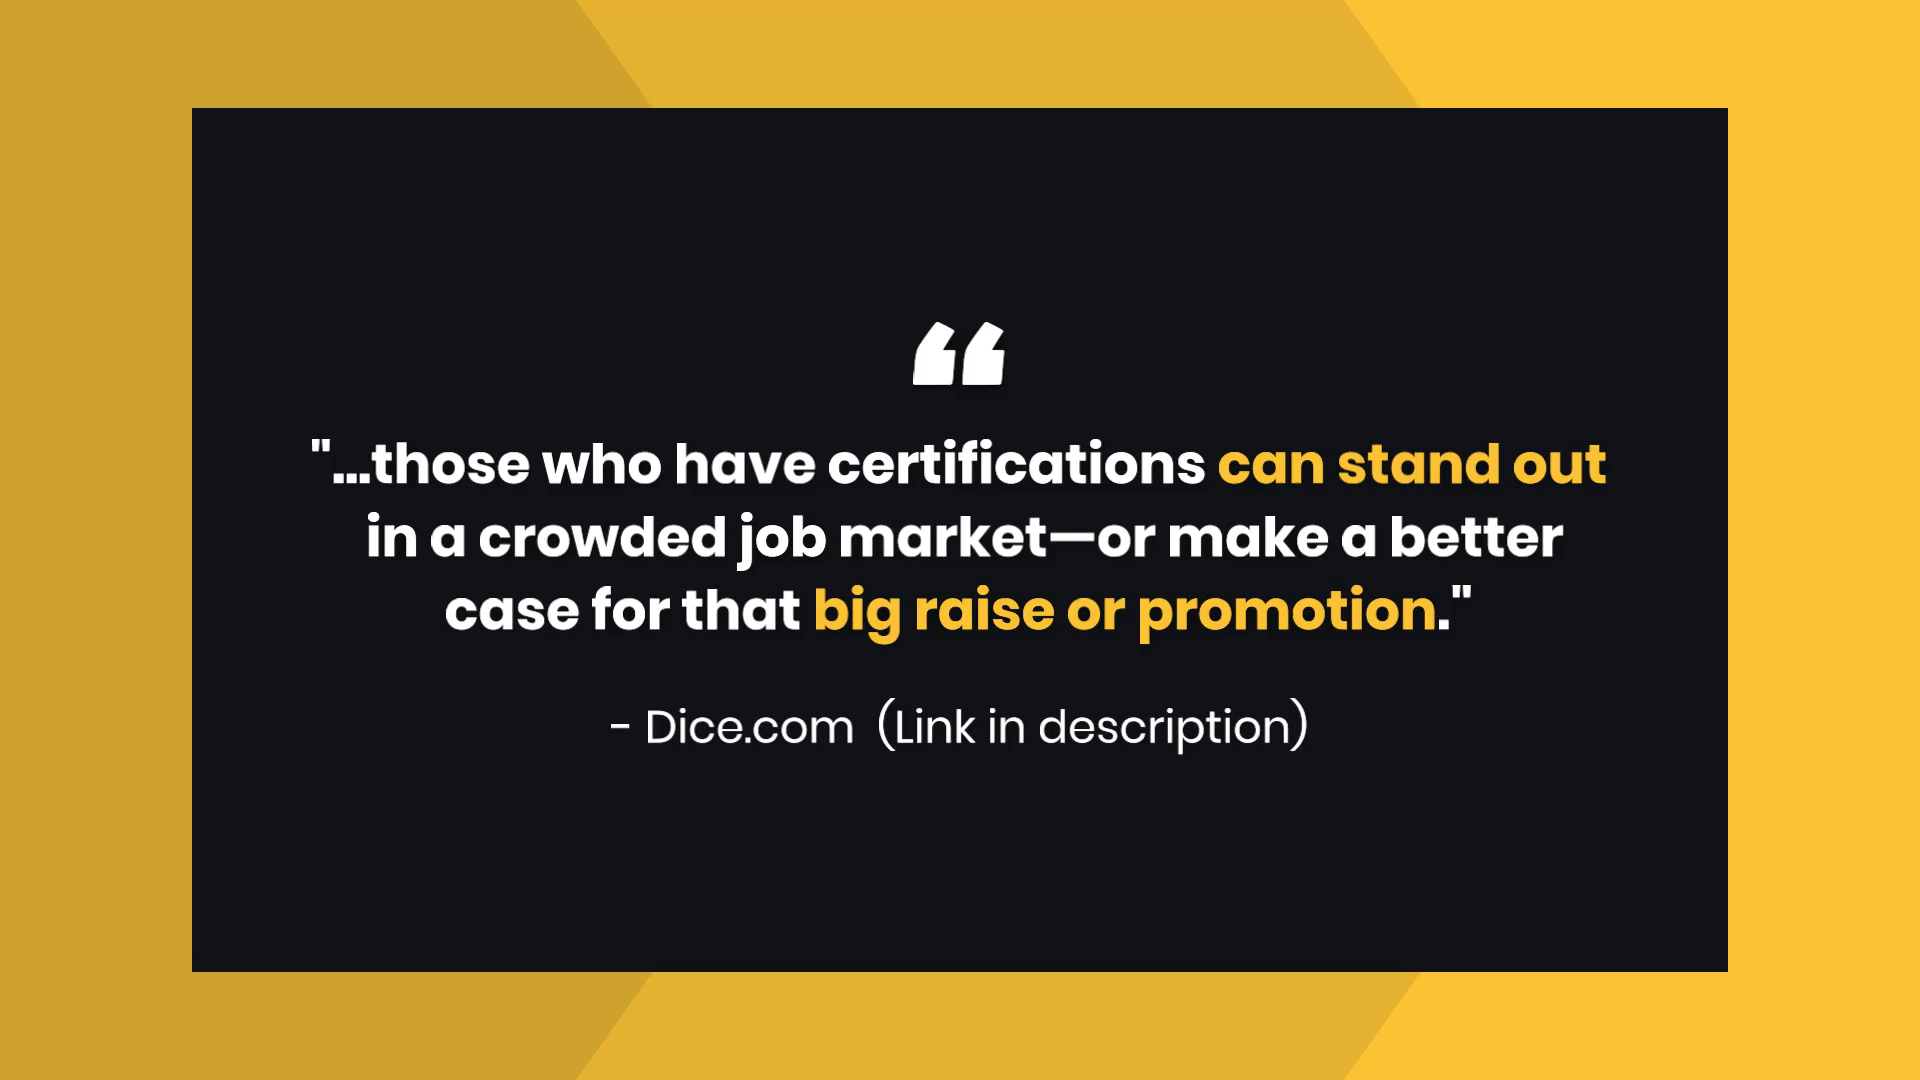 “
"...those who have certifications can stand out
in a crowded job market—or make a better
case for that big raise or promotion."
- Dice.com (Link in description)